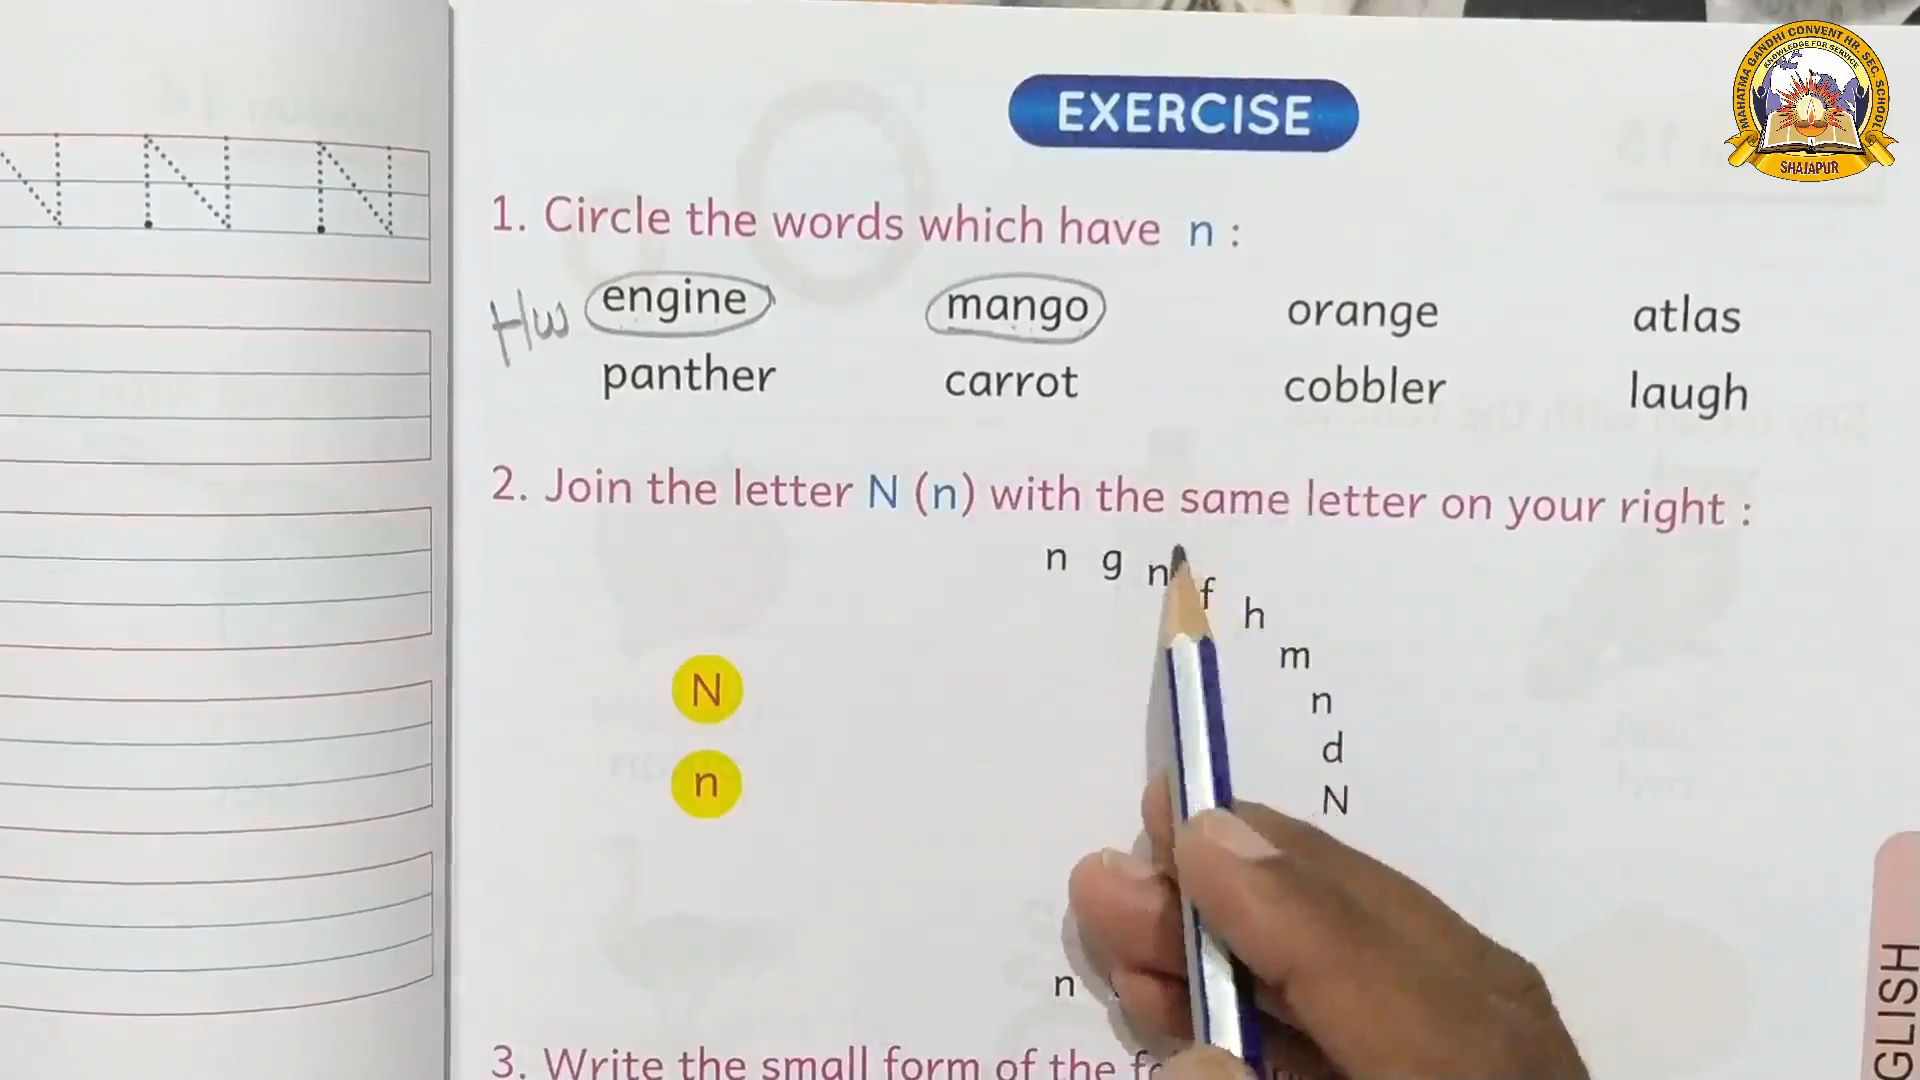 MAHATMA GANDHI CONVENT HR. SEC. SCHOOL
KNOWLEDGE FOR SERVICE
SHAJAPUR
EXERCISE
N N N
1. Circle the words which have n :
HW engine mango orange atlas
panther carrot cobbler laugh
2. Join the letter N (n) with the same letter on your right :
n g n f h m n d N
N
n
n
3. Write the small form of the
GLISH